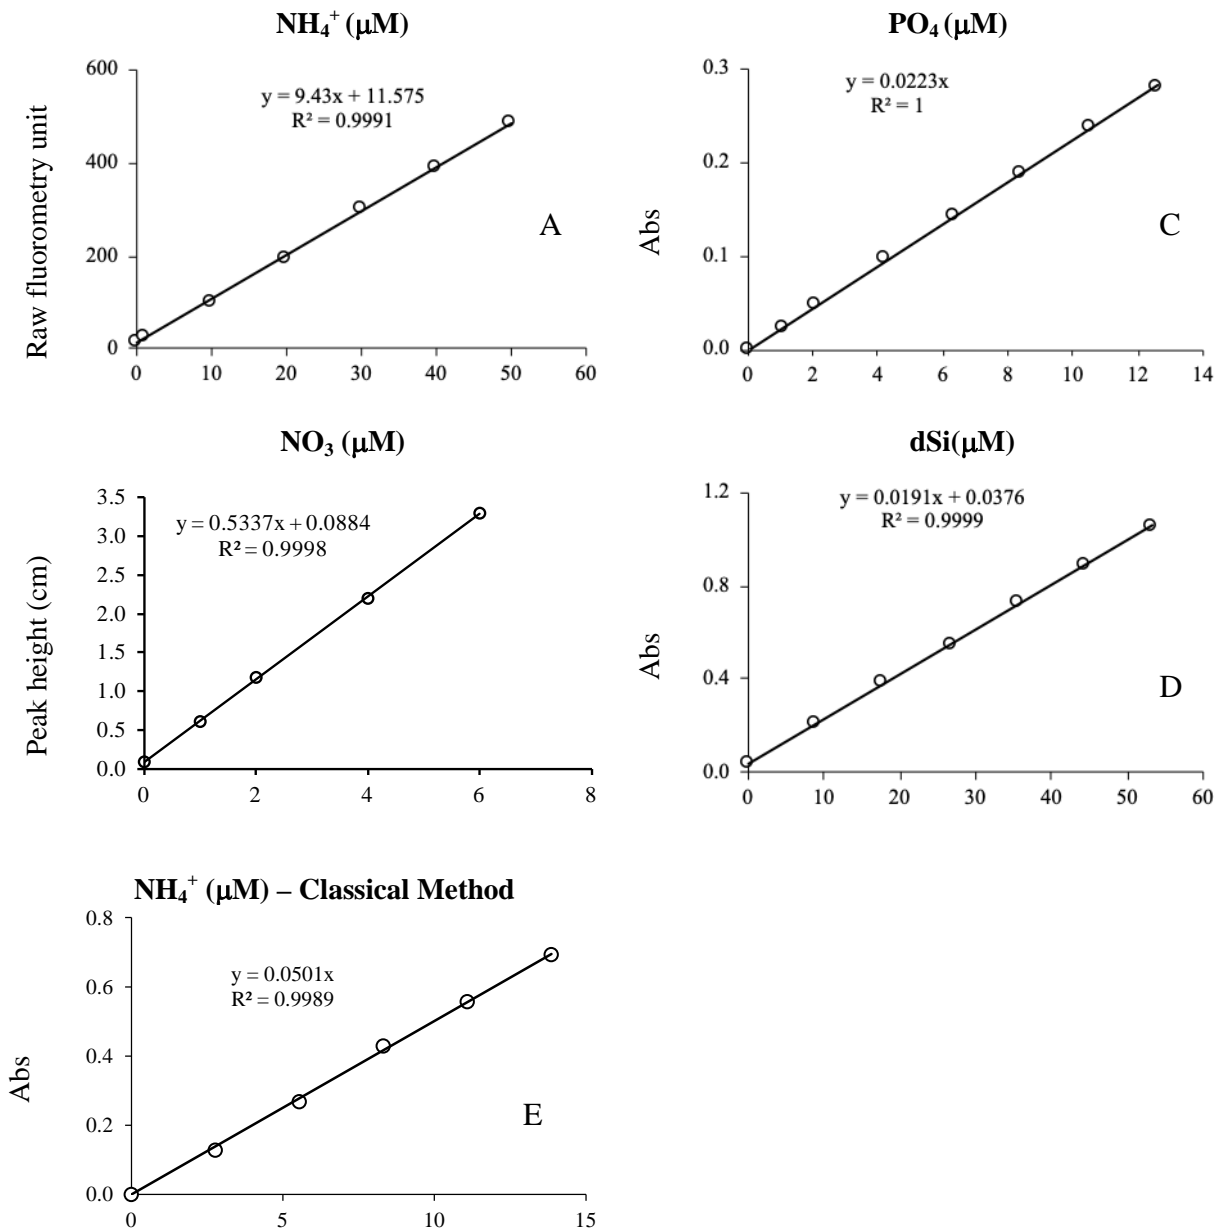 NH₄⁺ (μM)
600
400
200
0
y = 9.43x + 11.575
R² = 0.9991
A
Raw fluorometry unit
0 10 20 30 40 50 60
PO₄ (μM)
0.3
0.2
0.1
0.0
y = 0.0223x
R² = 1
C
Abs
0 2 4 6 8 10 12 14
NO₃ (μM)
3.5
3.0
2.5
2.0
1.5
1.0
0.5
0.0
y = 0.5337x + 0.0884
R² = 0.9998
Peak height (cm)
0 2 4 6 8
dSi(μM)
1.2
0.8
0.4
0.0
y = 0.0191x + 0.0376
R² = 0.9999
D
Abs
0 10 20 30 40 50 60
NH₄⁺ (μM) – Classical Method
0.8
0.6
0.4
0.2
0.0
y = 0.0501x
R² = 0.9989
E
Abs
0 5 10 15